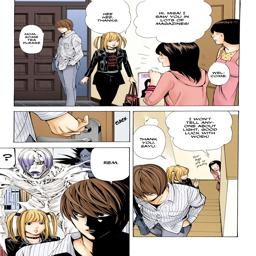 MOM,
SOME
TEA
PLEASE.
HEE
HEE,
THANKS.
HI, MISA! I
SAW YOU IN
LOTS OF
MAGAZINES!
WEL-
COME.
CLICK
I WON'T
TELL ANY-
ONE ABOUT
LIGHT. GOOD
LUCK WITH
WORK!
THANK
YOU,
SAYU.
?
REM.